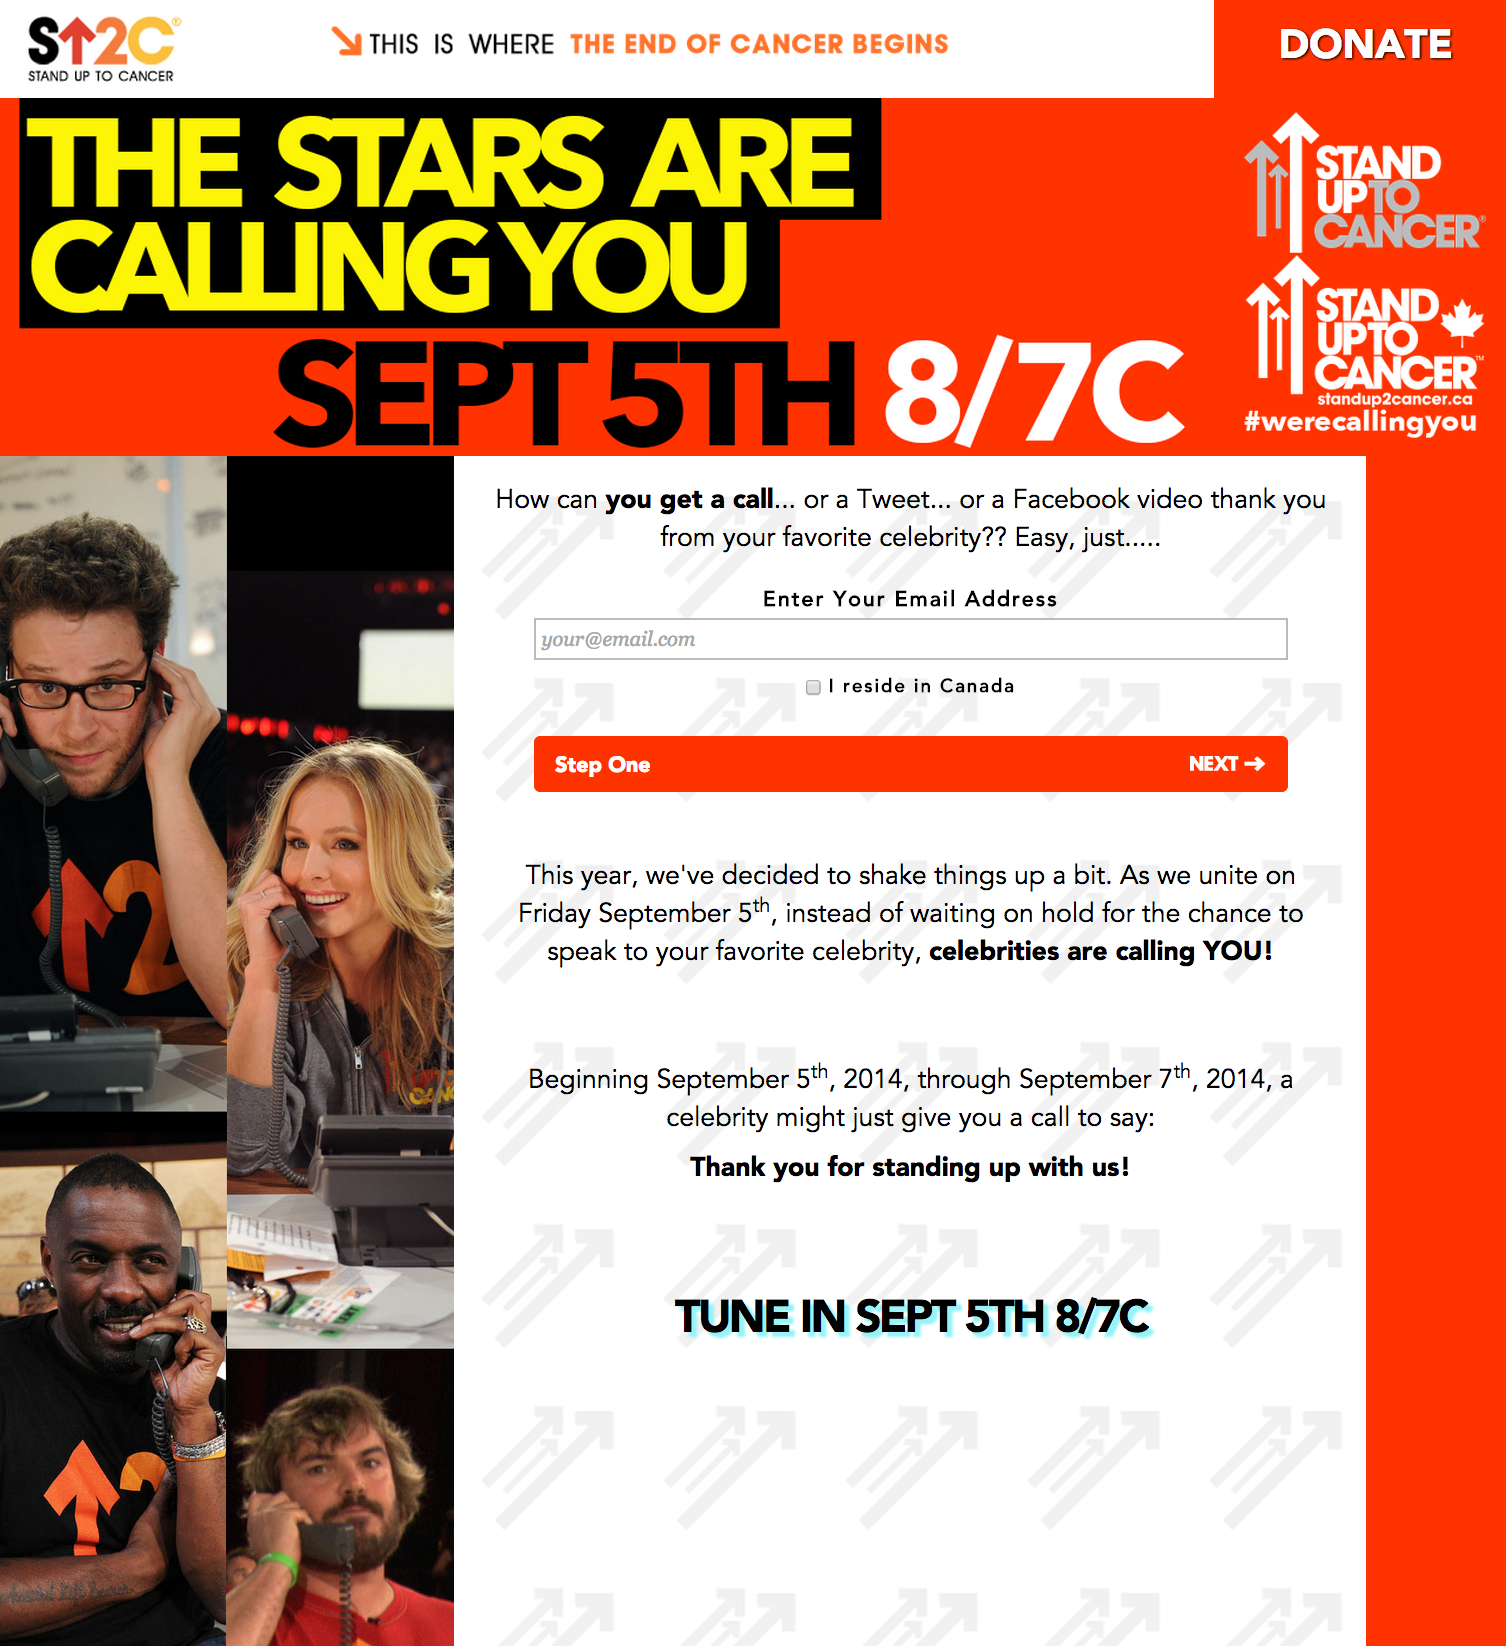 SU2C®
STAND UP TO CANCER
THIS IS WHERE THE END OF CANCER BEGINS
DONATE
THE STARS ARE
CALLING YOU
SEPT 5TH 8/7C
STAND
UPTO
CANCER®
STAND
UPTO
CANCER™
standup2cancer.ca
#werecallingyou
How can you get a call... or a Tweet... or a Facebook video thank you
from your favorite celebrity?? Easy, just.....
Enter Your Email Address
your@email.com
I reside in Canada
Step One NEXT →
This year, we've decided to shake things up a bit. As we unite on
Friday September 5th, instead of waiting on hold for the chance to
speak to your favorite celebrity, celebrities are calling YOU!
Beginning September 5th, 2014, through September 7th, 2014, a
celebrity might just give you a call to say:
Thank you for standing up with us!
TUNE IN SEPT 5TH 8/7C
2
2